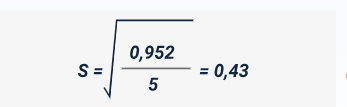 S = √(0,952 / 5) = 0,43